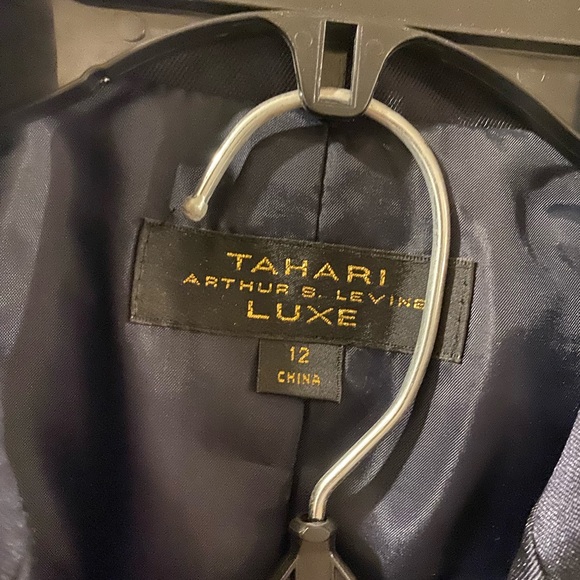 TAHARI
ARTHUR S. LEVINE
LUXE
12
CHINA